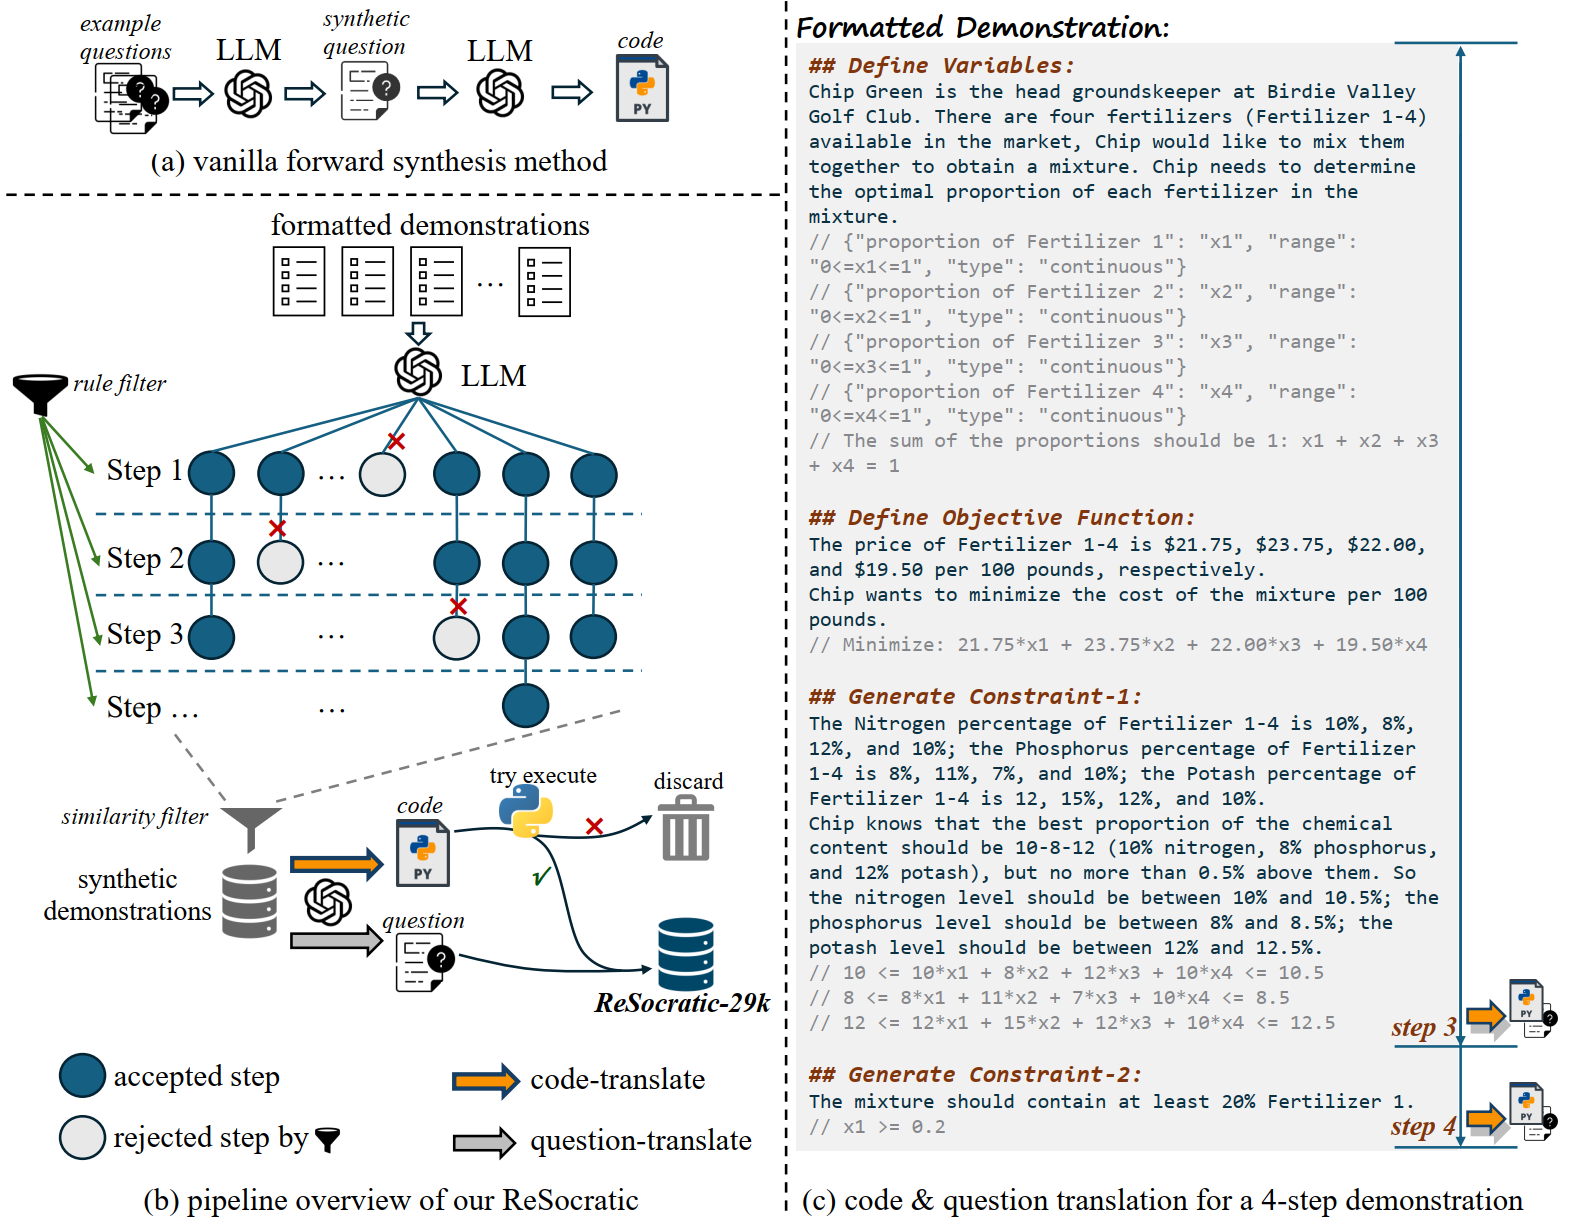 example
questions
LLM
synthetic
question
LLM
code
?
?
?
PY
(a) vanilla forward synthesis method
formatted demonstrations
...
LLM
rule filter
Step 1
...
Step 2
...
Step 3
...
Step ...
...
similarity filter
synthetic
demonstrations
code
PY
question
?
try execute
discard
ReSocratic-29k
accepted step
code-translate
rejected step by
question-translate
(b) pipeline overview of our ReSocratic
Formatted Demonstration:
## Define Variables:
Chip Green is the head groundskeeper at Birdie Valley
Golf Club. There are four fertilizers (Fertilizer 1-4)
available in the market, Chip would like to mix them
together to obtain a mixture. Chip needs to determine
the optimal proportion of each fertilizer in the
mixture.
// {"proportion of Fertilizer 1": "x1", "range":
"0<=x1<=1", "type": "continuous"}
// {"proportion of Fertilizer 2": "x2", "range":
"0<=x2<=1", "type": "continuous"}
// {"proportion of Fertilizer 3": "x3", "range":
"0<=x3<=1", "type": "continuous"}
// {"proportion of Fertilizer 4": "x4", "range":
"0<=x4<=1", "type": "continuous"}
// The sum of the proportions should be 1: x1 + x2 + x3
+ x4 = 1
## Define Objective Function:
The price of Fertilizer 1-4 is $21.75, $23.75, $22.00,
and $19.50 per 100 pounds, respectively.
Chip wants to minimize the cost of the mixture per 100
pounds.
// Minimize: 21.75*x1 + 23.75*x2 + 22.00*x3 + 19.50*x4
## Generate Constraint-1:
The Nitrogen percentage of Fertilizer 1-4 is 10%, 8%,
12%, and 10%; the Phosphorus percentage of Fertilizer
1-4 is 8%, 11%, 7%, and 10%; the Potash percentage of
Fertilizer 1-4 is 12, 15%, 12%, and 10%.
Chip knows that the best proportion of the chemical
content should be 10-8-12 (10% nitrogen, 8% phosphorus,
and 12% potash), but no more than 0.5% above them. So
the nitrogen level should be between 10% and 10.5%; the
phosphorus level should be between 8% and 8.5%; the
potash level should be between 12% and 12.5%.
// 10 <= 10*x1 + 8*x2 + 12*x3 + 10*x4 <= 10.5
// 8 <= 8*x1 + 11*x2 + 7*x3 + 10*x4 <= 8.5
// 12 <= 12*x1 + 15*x2 + 12*x3 + 10*x4 <= 12.5
step 3
PY
?
## Generate Constraint-2:
The mixture should contain at least 20% Fertilizer 1.
// x1 >= 0.2
step 4
PY
?
(c) code & question translation for a 4-step demonstration